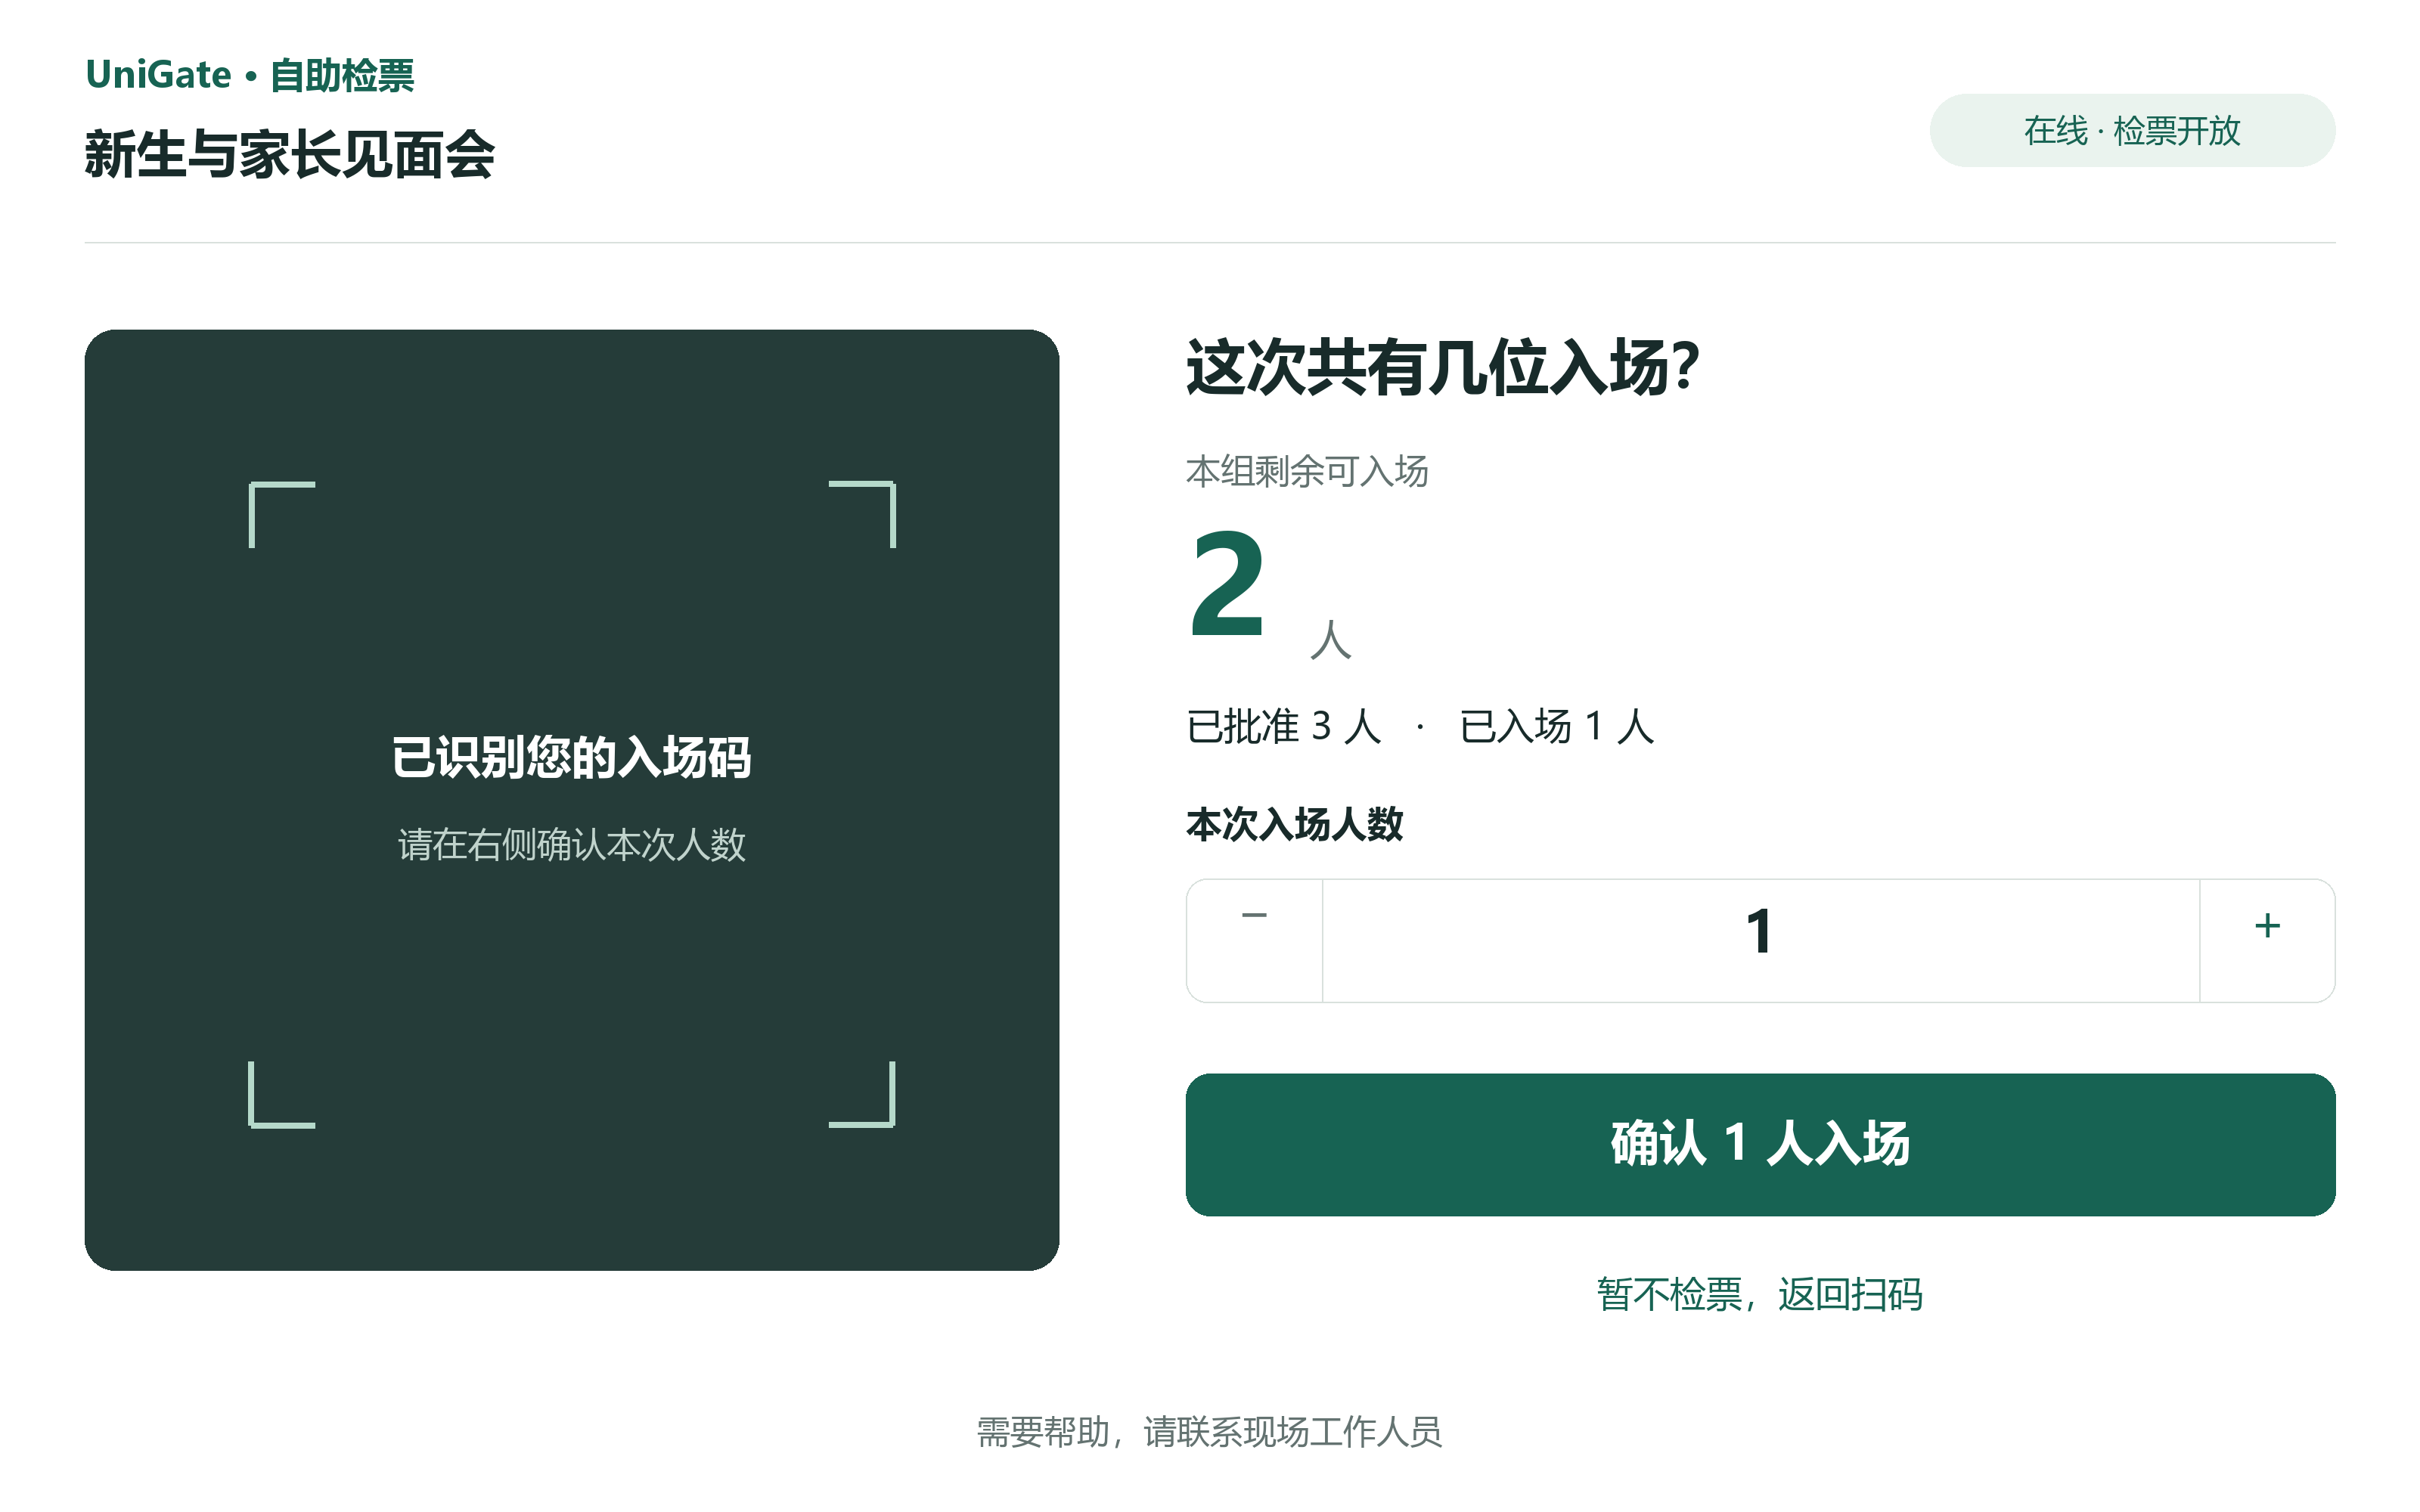 UniGate • 自助检票
新生与家长见面会
在线 · 检票开放
已识别您的入场码
请在右侧确认本次人数
这次共有几位入场？
本组剩余可入场
2 人
已批准 3 人 · 已入场 1 人
本次入场人数
− 1 +
确认 1 人入场
暂不检票，返回扫码
需要帮助，请联系现场工作人员